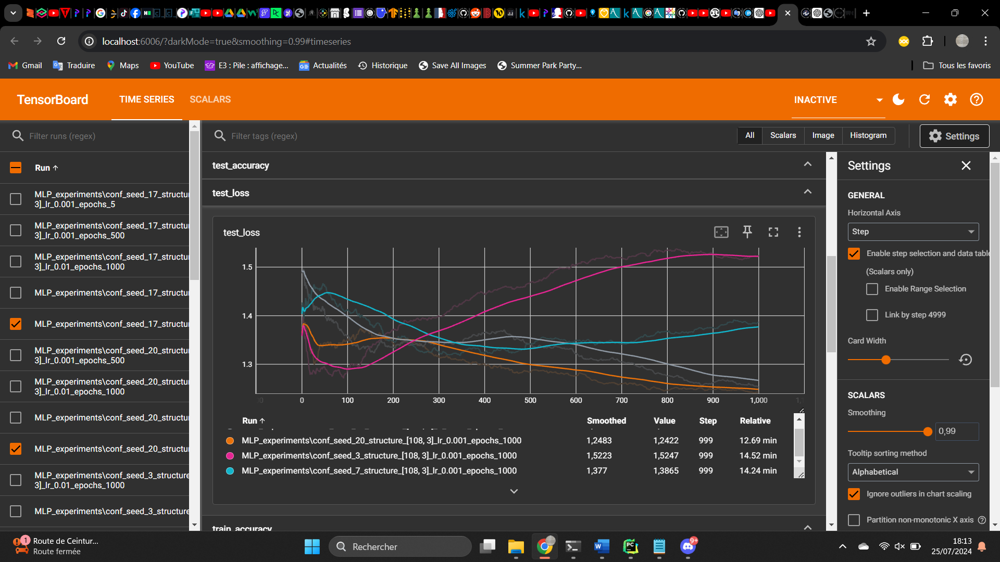 localhost:6006/?darkMode=true&smoothing=0.99#timeseries
Gmail
Traduire
Maps
YouTube
E3 : Pile : affichage...
Actualités
Historique
Save All Images
Summer Park Party...
Tous les favoris
TensorBoard
TIME SERIES
SCALARS
INACTIVE
Filter runs (regex)
Filter tags (regex)
All
Scalars
Image
Histogram
Settings
Run ↑
MLP_experiments\conf_seed_17_structu
3]_lr_0.001_epochs_5
MLP_experiments\conf_seed_17_structu
3]_lr_0.001_epochs_500
MLP_experiments\conf_seed_17_structu
3]_lr_0.01_epochs_1000
MLP_experiments\conf_seed_17_structu
MLP_experiments\conf_seed_17_structu
MLP_experiments\conf_seed_20_structu
3]_lr_0.001_epochs_500
MLP_experiments\conf_seed_20_structu
3]_lr_0.01_epochs_1000
MLP_experiments\conf_seed_20_structu
MLP_experiments\conf_seed_20_structu
MLP_experiments\conf_seed_3_structure
3]_lr_0.01_epochs_1000
MLP_experiments\conf_seed_3_structure
test_accuracy
test_loss
test_loss
1.5
1.4
1.3
0 100 200 300 400 500 600 700 800 900 1,000
Run ↑ Smoothed Value Step Relative
MLP_experiments\conf_seed_20_structure_[108, 3]_lr_0.001_epochs_1000 1,2483 1,2422 999 12.69 min
MLP_experiments\conf_seed_3_structure_[108, 3]_lr_0.001_epochs_1000 1,5223 1,5247 999 14.52 min
MLP_experiments\conf_seed_7_structure_[108, 3]_lr_0.001_epochs_1000 1,377 1,3865 999 14.24 min
train_accuracy
Settings
GENERAL
Horizontal Axis
Step
Enable step selection and data table
(Scalars only)
Enable Range Selection
Link by step 4999
Card Width
SCALARS
Smoothing
0,99
Tooltip sorting method
Alphabetical
Ignore outliers in chart scaling
Partition non-monotonic X axis
1
Route de Ceintur...
Route fermée
Rechercher
9+
18:13
25/07/2024